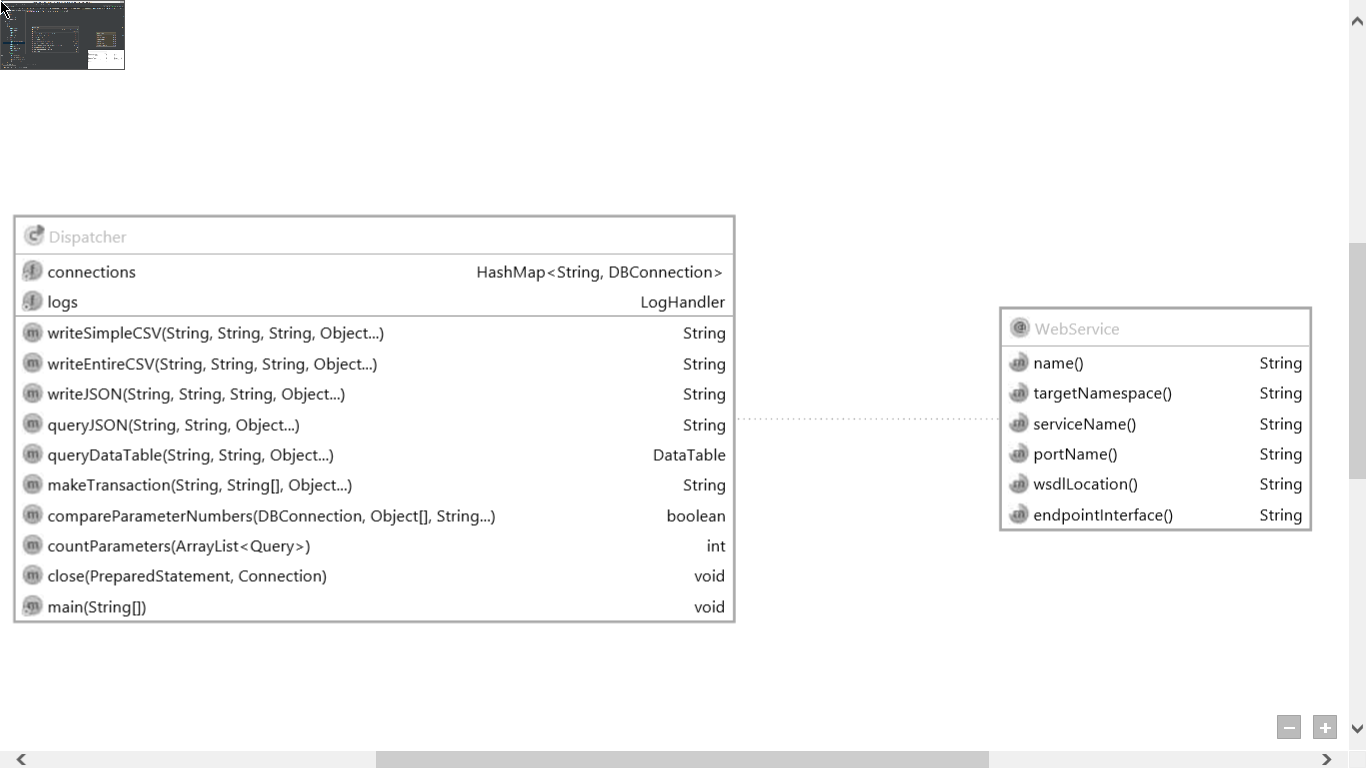 Dispatcher
connections HashMap<String, DBConnection>
logs LogHandler
writeSimpleCSV(String, String, String, Object...) String
writeEntireCSV(String, String, String, Object...) String
writeJSON(String, String, String, Object...) String
queryJSON(String, String, Object...) String
queryDataTable(String, String, Object...) DataTable
makeTransaction(String, String[], Object...) String
compareParameterNumbers(DBConnection, Object[], String...) boolean
countParameters(ArrayList<Query>) int
close(PreparedStatement, Connection) void
main(String[]) void
WebService
name() String
targetNamespace() String
serviceName() String
portName() String
wsdlLocation() String
endpointInterface() String